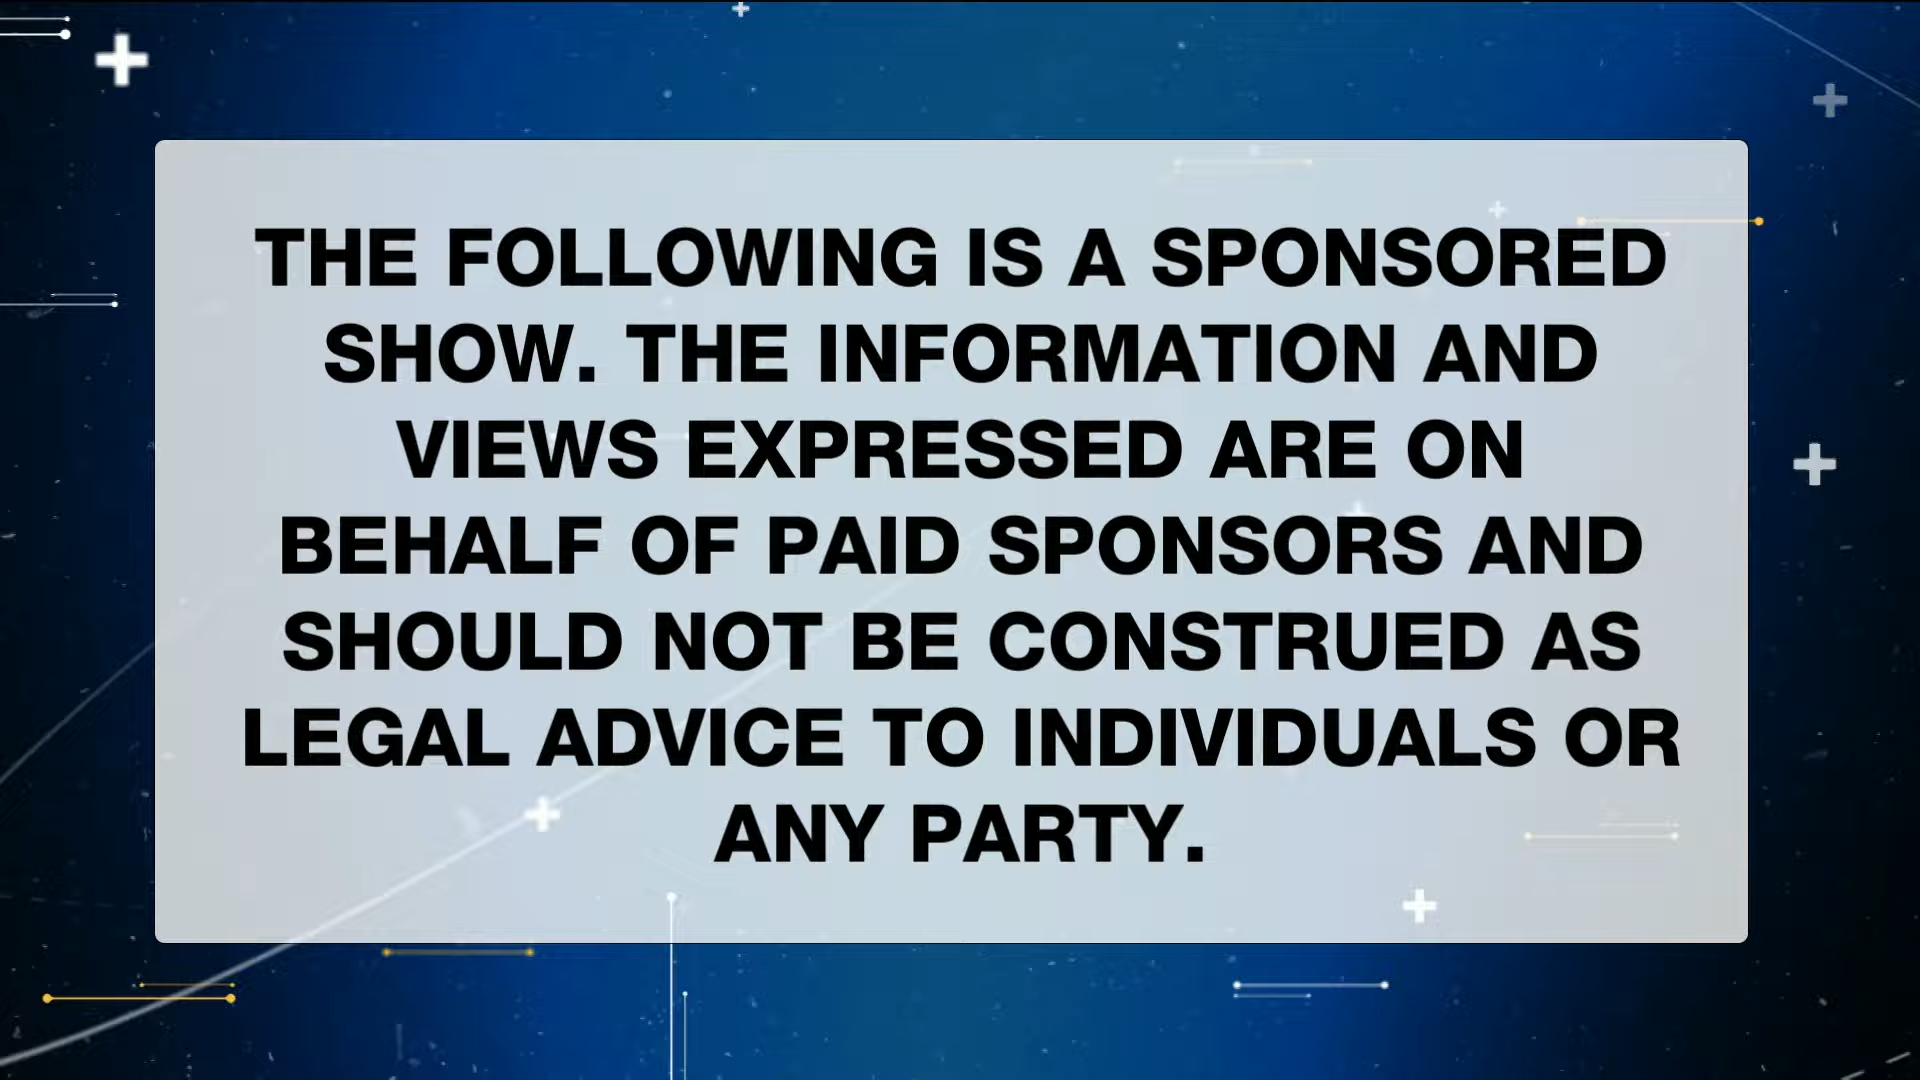 THE FOLLOWING IS A SPONSORED
SHOW. THE INFORMATION AND
VIEWS EXPRESSED ARE ON
BEHALF OF PAID SPONSORS AND
SHOULD NOT BE CONSTRUED AS
LEGAL ADVICE TO INDIVIDUALS OR
ANY PARTY.